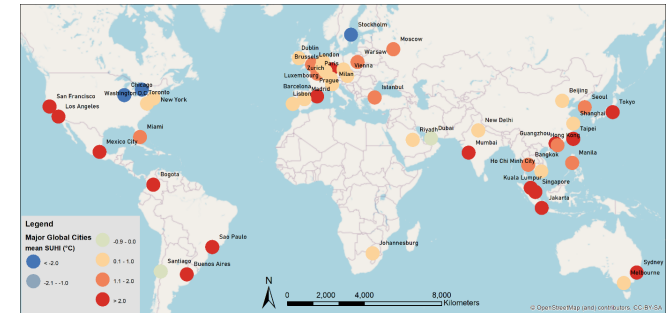 Stockholm
Moscow
Dublin
London
Warsaw
Brussels
Paris
Zurich
Vienna
Luxembourg
Milan
Prague
Barcelona
Lisbon
Madrid
Istanbul
Chicago
Washington D.C
Toronto
New York
San Francisco
Los Angeles
Miami
Mexico City
Bogota
Sao Paule
Santiago
Buenos Aires
Johannesburg
Riyadh
Dubai
New Delhi
Mumbai
Beijing
Seoul
Tokyo
Shanghai
Taipei
Guangzhou
Hong Kong
Bangkok
Manila
Ho Chi Minh City
Kuala Lumpur
Singapore
Jakarta
Sydney
Melbourne
Legend
Major Global Cities
mean SUHI (°C)
< -2.0
-2.1 - -1.0
-0.9 - 0.0
0.1 - 1.0
1.1 - 2.0
> 2.0
N
0
2,000
4,000
8,000
Kilometers
© OpenStreetMap (and) contributors, CC-BY-SA